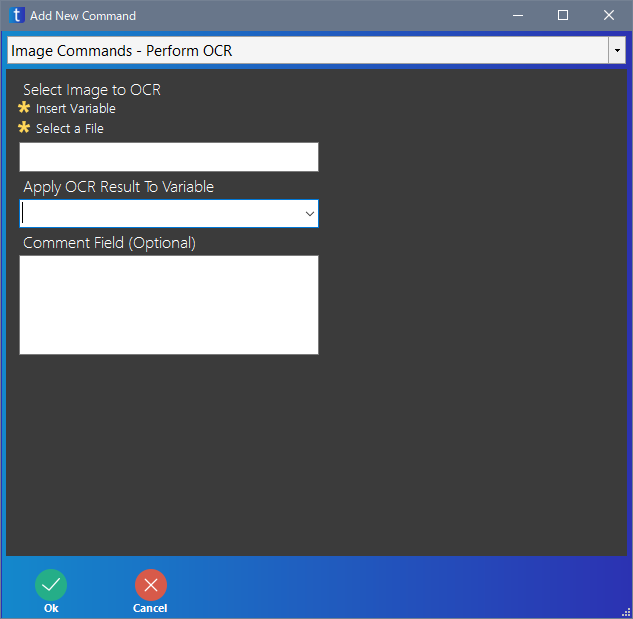 t Add New Command
Image Commands - Perform OCR
Select Image to OCR
Insert Variable
Select a File
Apply OCR Result To Variable
Comment Field (Optional)
Ok Cancel